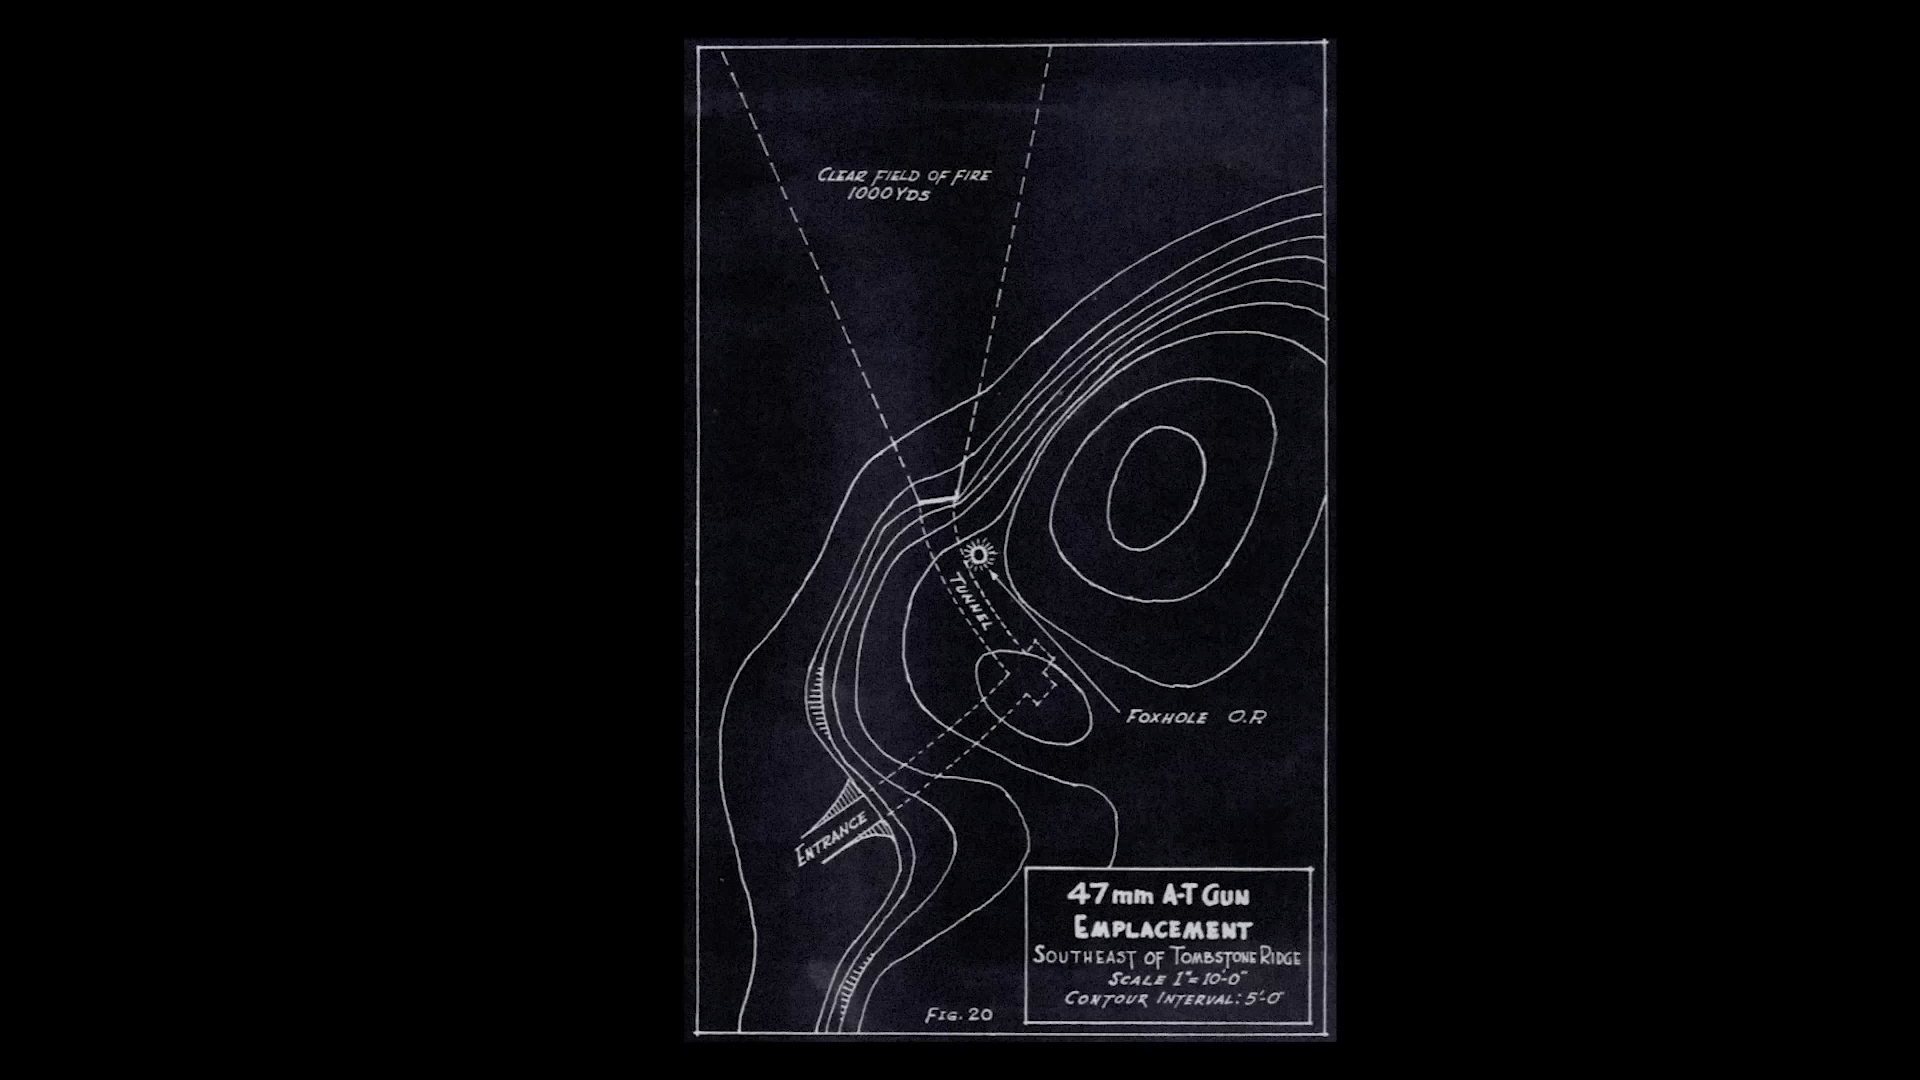 CLEAR FIELD OF FIRE
1000 YDS
TUNNEL
FOXHOLE O.P.
ENTRANCE
47mm A-T GUN
EMPLACEMENT
SOUTHEAST OF TOMBSTONE RIDGE
SCALE 1"=10'-0"
CONTOUR INTERVAL: 5'-0"
FIG. 20